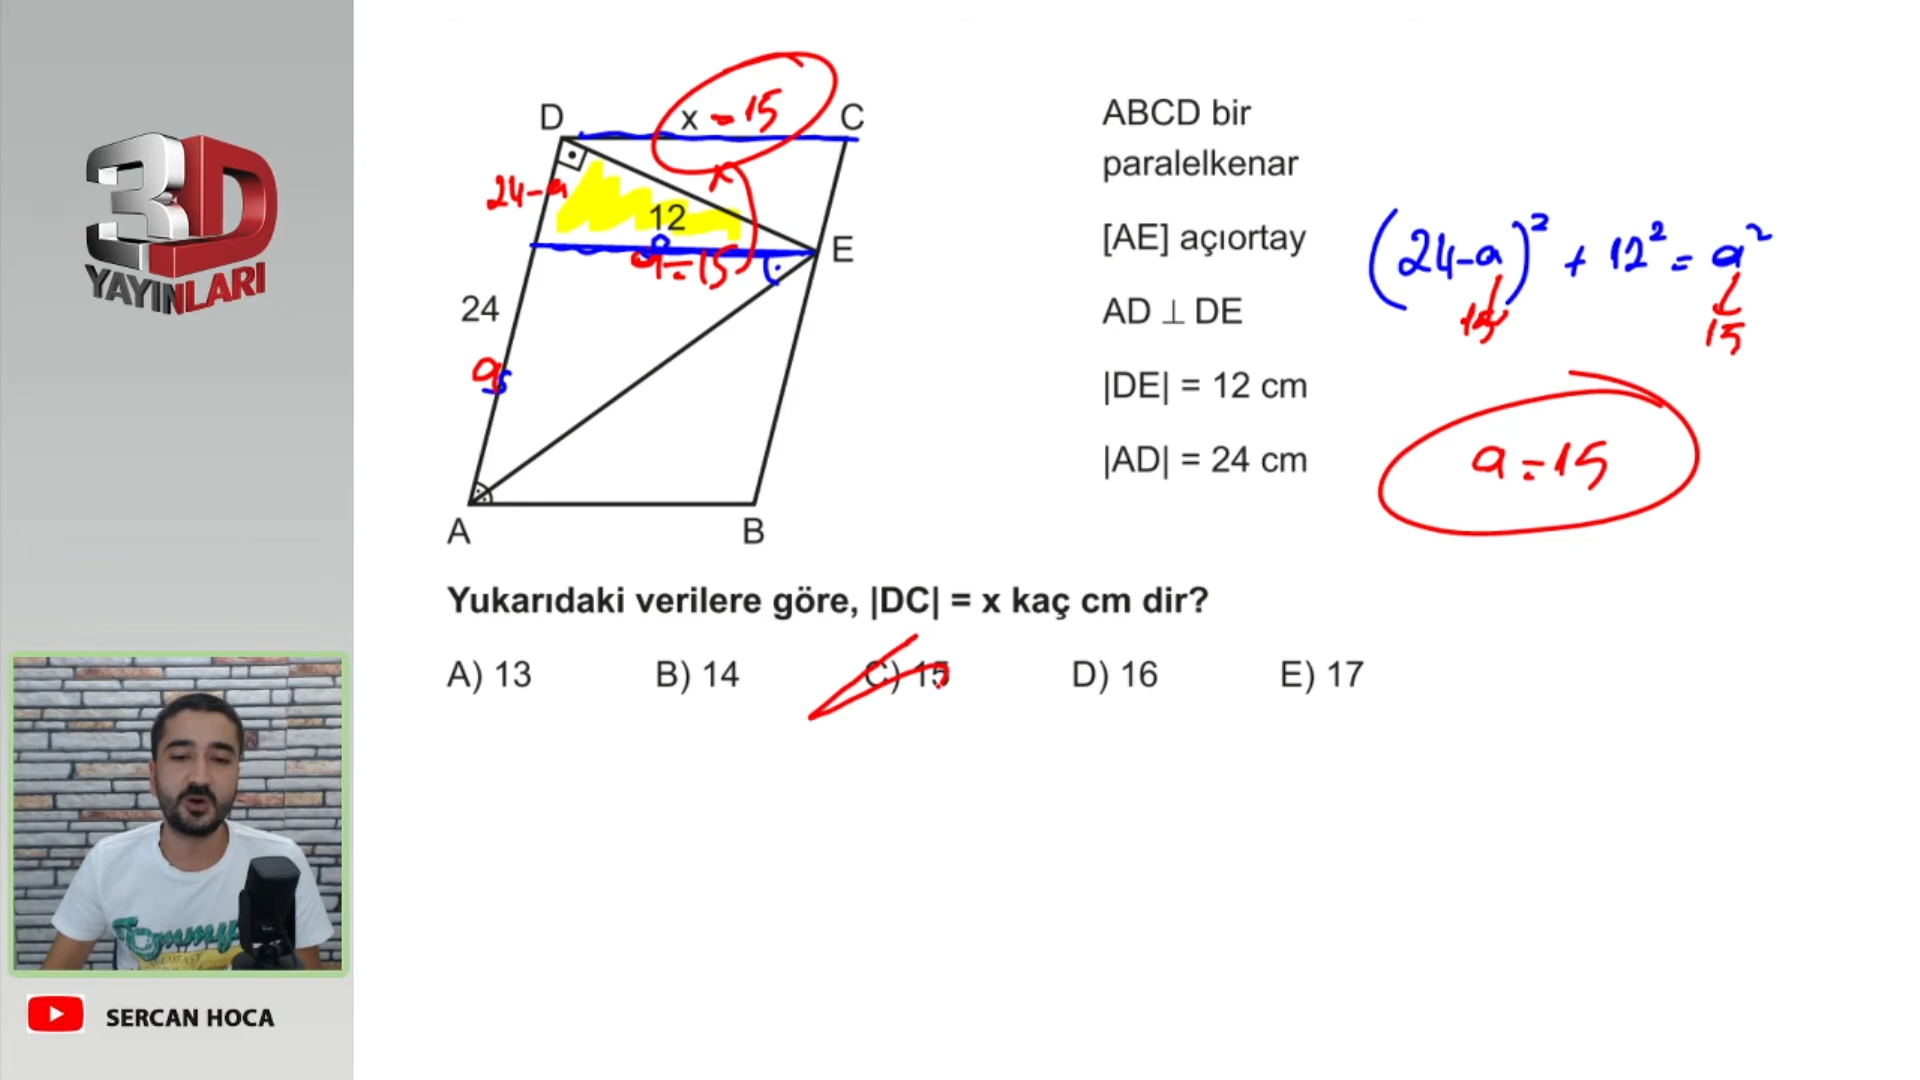 3D
YAYINLARI
D
x = 15
C
24-a
x
12
a
a=15
E
24
a
A
B
ABCD bir
paralelkenar
[AE] açıortay
AD ⊥ DE
|DE| = 12 cm
|AD| = 24 cm
(24-a)² + 12² = a²
15
15
a=15
Yukarıdaki verilere göre, |DC| = x kaç cm dir?
A) 13 B) 14 C) 15 D) 16 E) 17
SERCAN HOCA